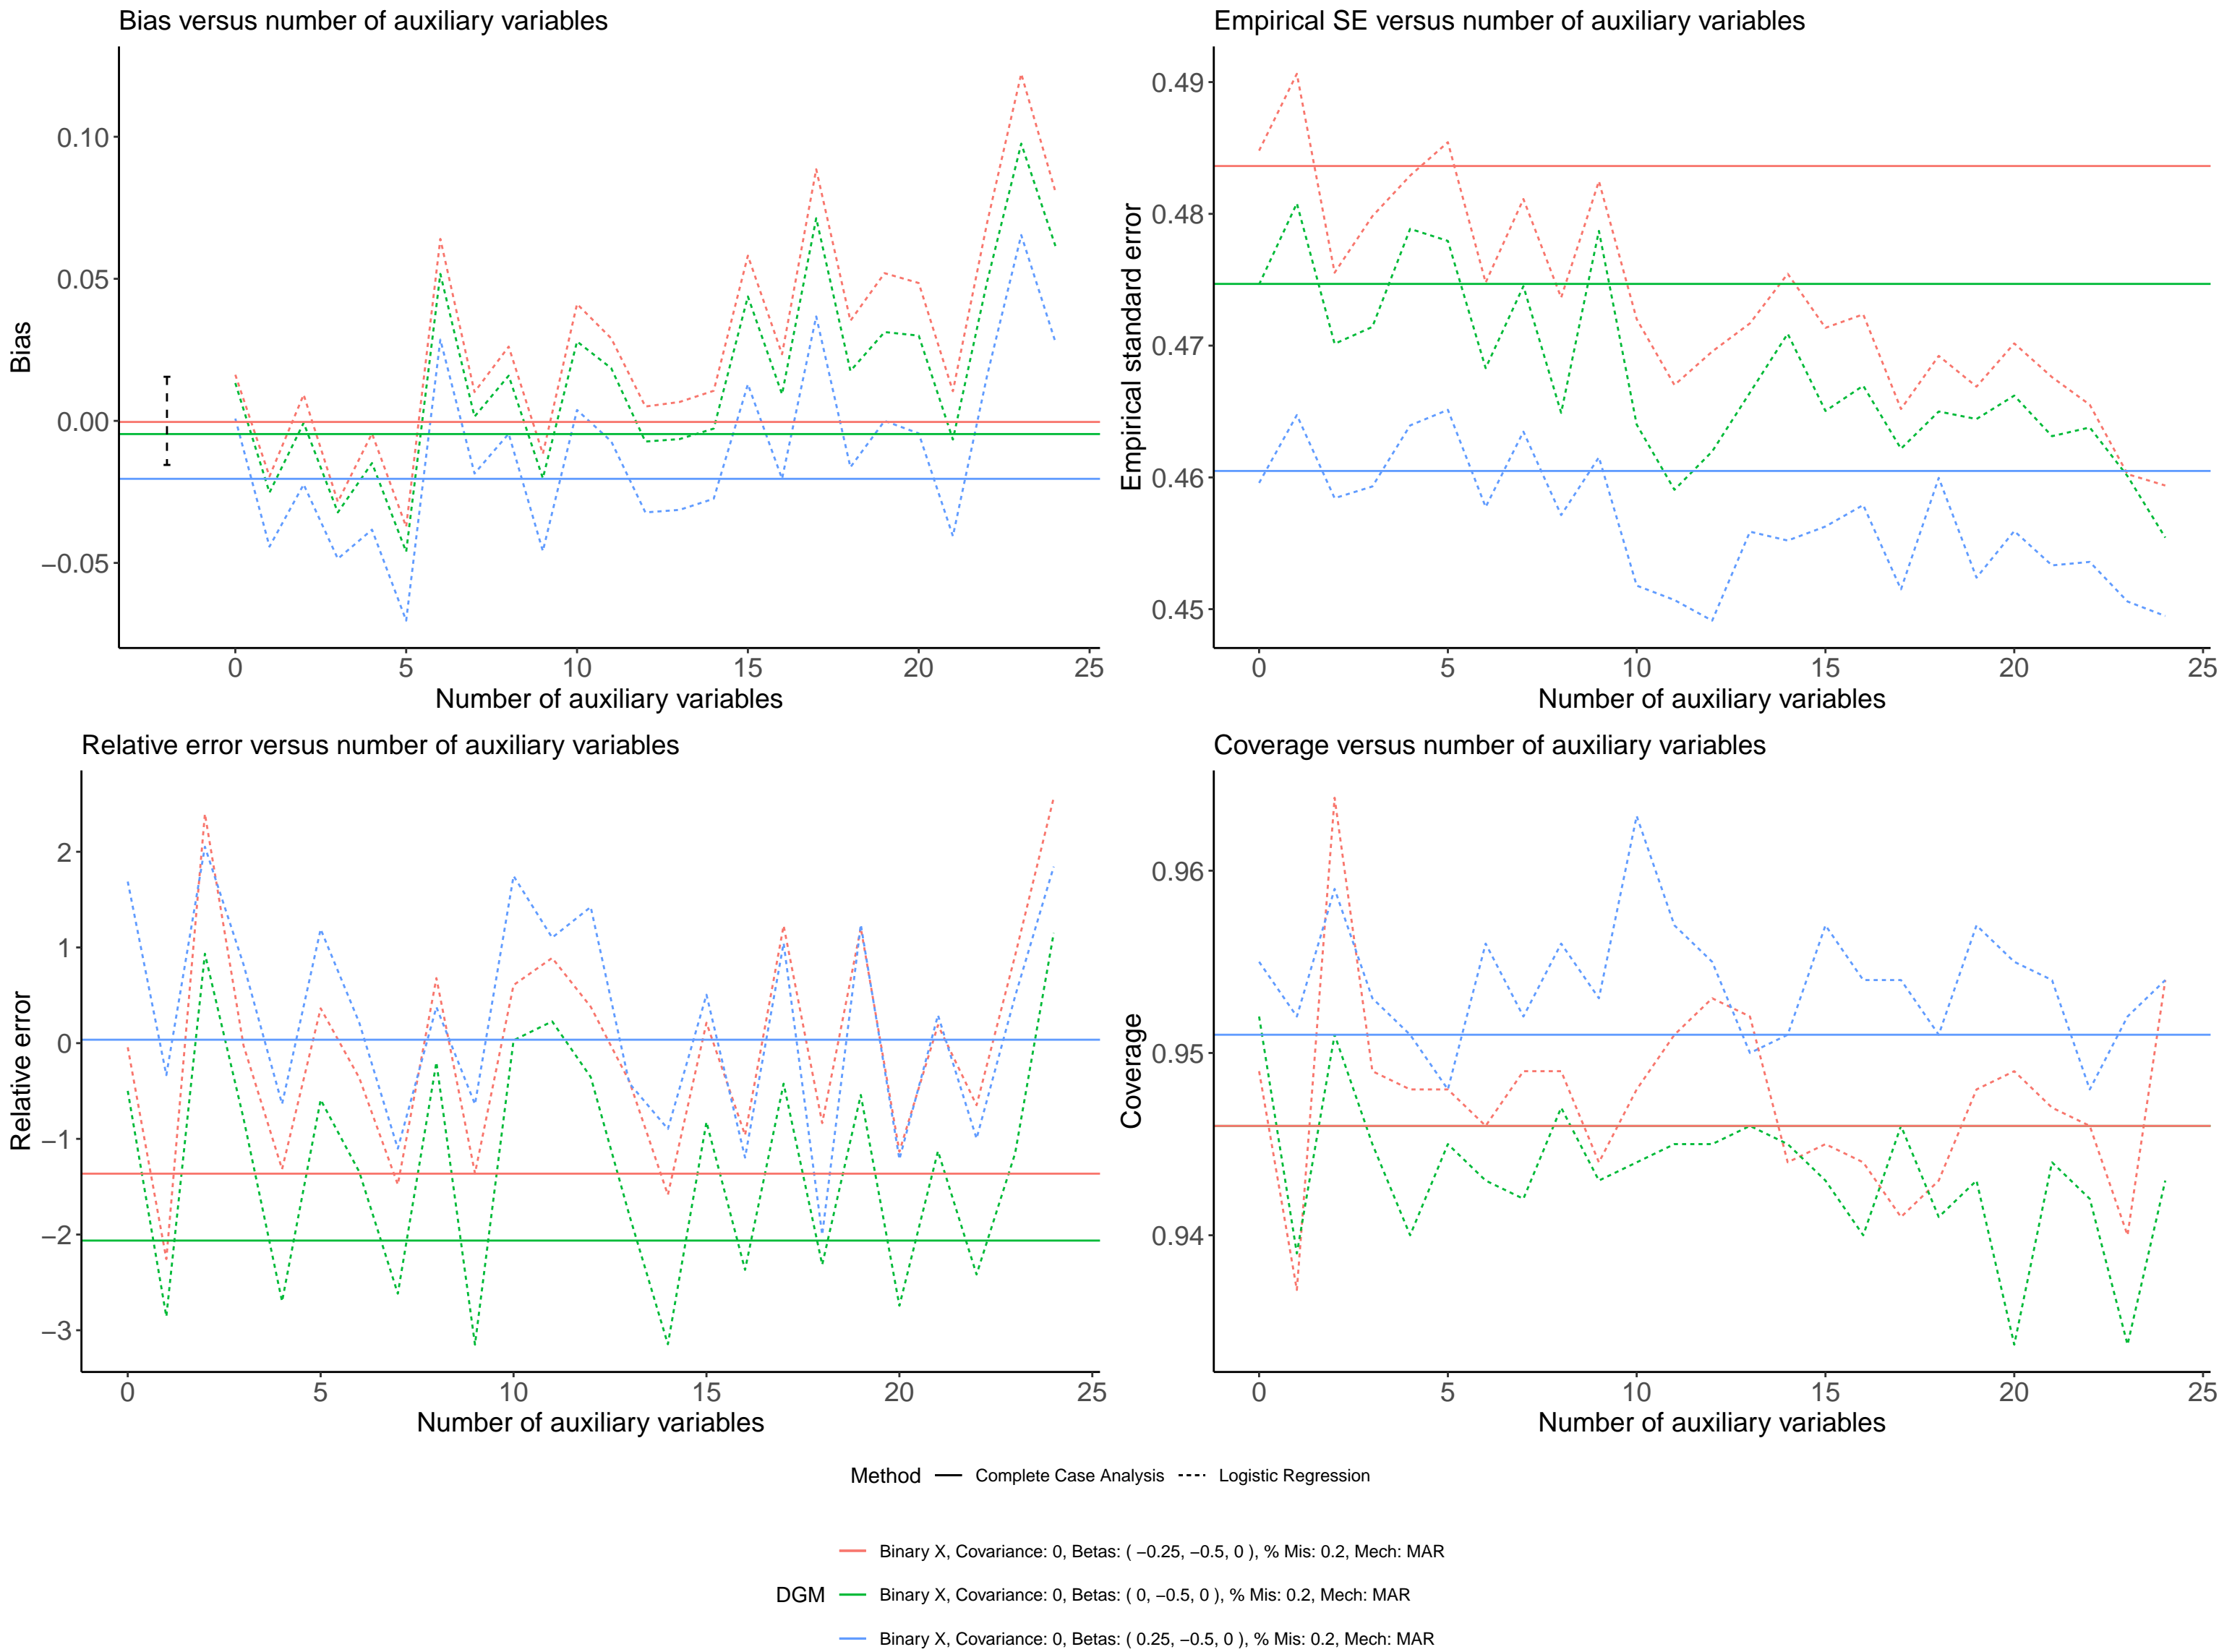 Bias versus number of auxiliary variables
Bias
0.10
0.05
0.00
−0.05
0 5 10 15 20 25
Number of auxiliary variables
Empirical SE versus number of auxiliary variables
Empirical standard error
0.49
0.48
0.47
0.46
0.45
0 5 10 15 20 25
Number of auxiliary variables
Relative error versus number of auxiliary variables
Relative error
2
1
0
−1
−2
−3
0 5 10 15 20 25
Number of auxiliary variables
Coverage versus number of auxiliary variables
Coverage
0.96
0.95
0.94
0 5 10 15 20 25
Number of auxiliary variables
Method Complete Case Analysis Logistic Regression
DGM
Binary X, Covariance: 0, Betas: ( −0.25, −0.5, 0 ), % Mis: 0.2, Mech: MAR
Binary X, Covariance: 0, Betas: ( 0, −0.5, 0 ), % Mis: 0.2, Mech: MAR
Binary X, Covariance: 0, Betas: ( 0.25, −0.5, 0 ), % Mis: 0.2, Mech: MAR